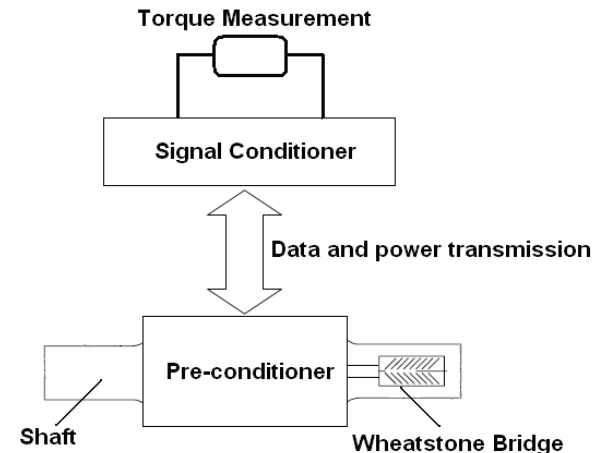 Torque Measurement
Signal Conditioner
Data and power transmission
Pre-conditioner
Shaft
Wheatstone Bridge